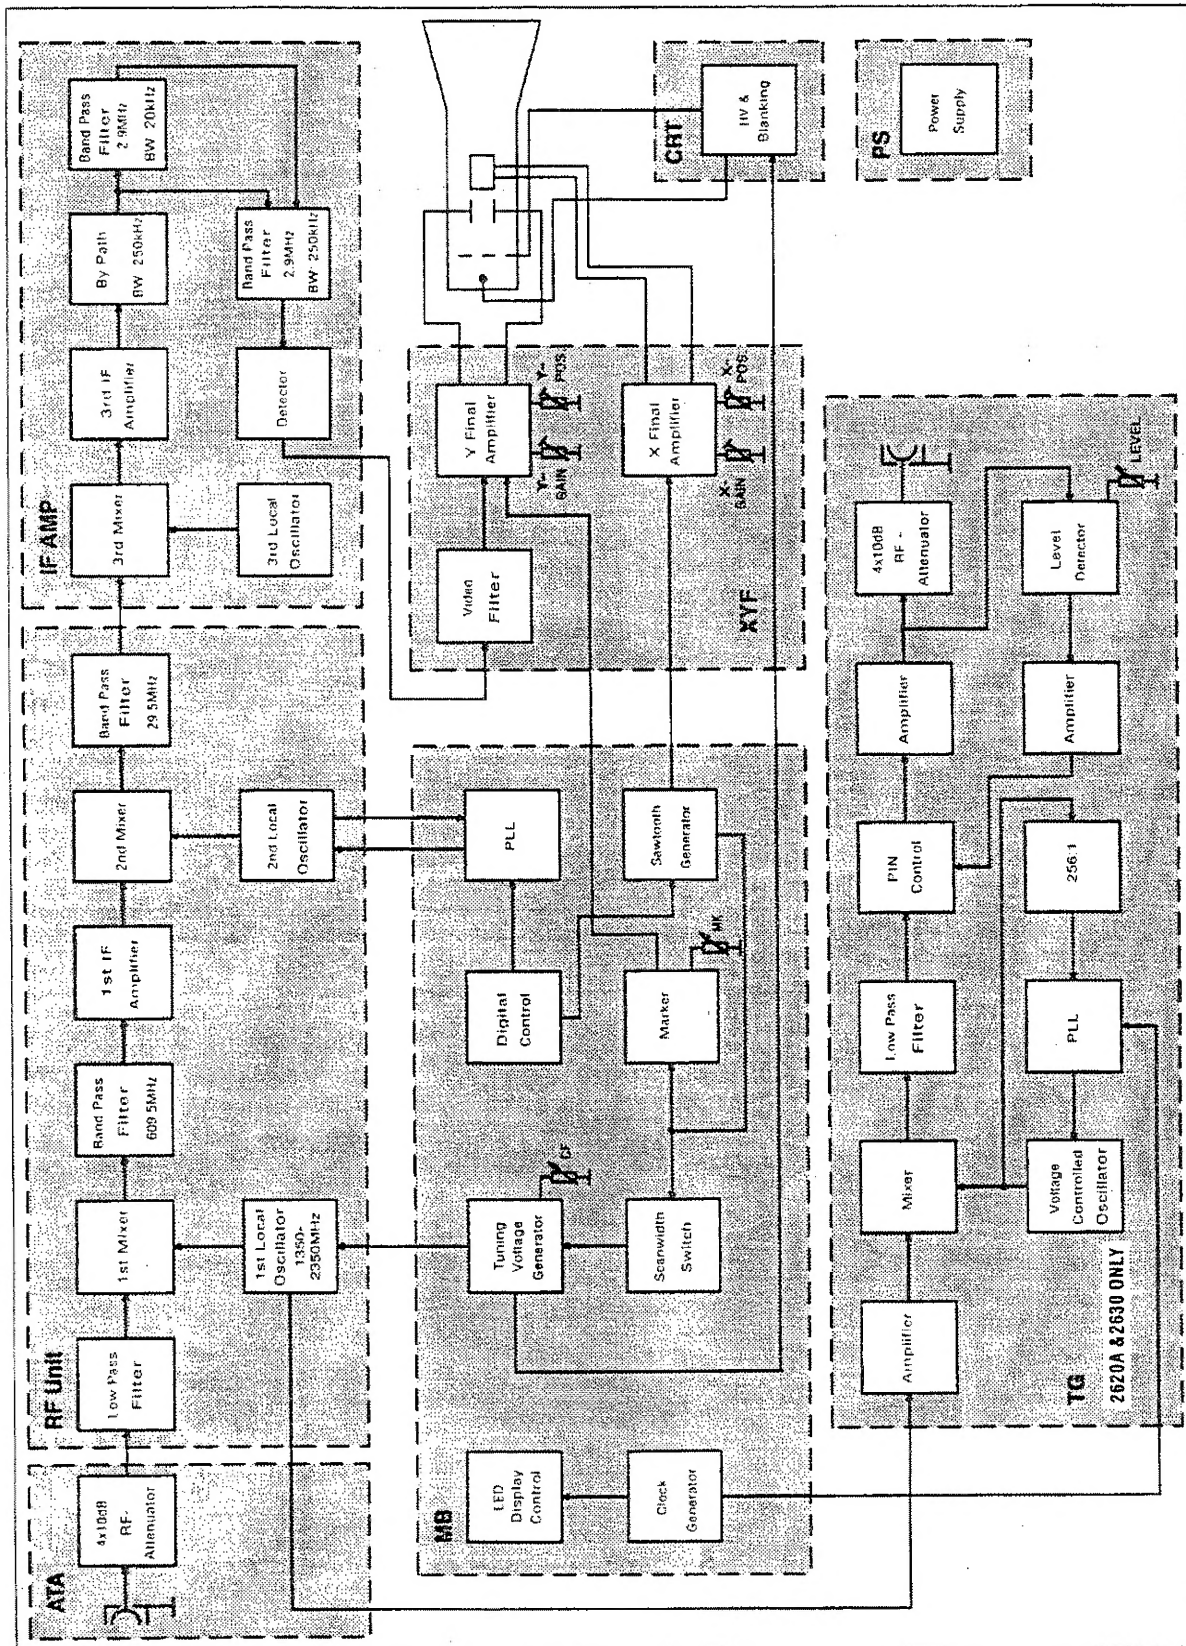 ATA
4x10dB
RF-
Attenuator
RF Unit
Low Pass
Filter
1st Mixer
Band Pass
Filter
609.5MHz
1st IF
Amplifier
2nd Mixer
Band Pass
Filter
29.5MHz
1st Local
Oscillator
1350-
2350MHz
2nd Local
Oscillator
IF AMP
3rd Mixer
3rd IF
Amplifier
By Path
BW 250kHz
Band Pass
Filter
2.9MHz
BW 20kHz
3rd Local
Oscillator
Detector
Band Pass
Filter
2.9MHz
BW 250kHz
MB
LED
Display
Control
Clock
Generator
Tuning
Voltage
Generator
CF
Scanwidth
Switch
Digital
Control
PLL
Marker
MK
Sawtooth
Generator
XYF
Video
Filter
Y Final
Amplifier
Y-
GAIN
Y-
POS.
X Final
Amplifier
X-
GAIN
X-
POS.
CRT
HV &
Blanking
PS
Power
Supply
TG
2620A & 2630 ONLY
Amplifier
Mixer
Low Pass
Filter
PIN
Control
Amplifier
4x10dB
RF -
Attenuator
Voltage
Controlled
Oscillator
PLL
256:1
Amplifier
Level
Detector
LEVEL